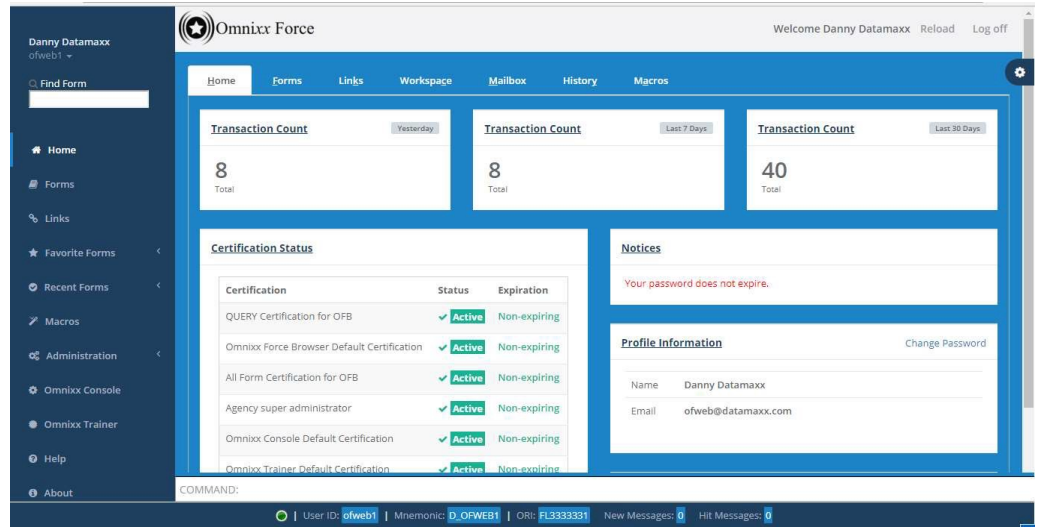 Danny Datamaxx
ofweb1
Find Form
Home
Forms
Links
Favorite Forms
Recent Forms
Macros
Administration
Omnixx Console
Omnixx Trainer
Help
About
Omnixx Force
Welcome Danny Datamaxx Reload Log off
Home Forms Links Workspace Mailbox History Macros
Transaction Count Yesterday
8
Total
Transaction Count Last 7 Days
8
Total
Transaction Count Last 30 Days
40
Total
Certification Status
Certification Status Expiration
QUERY Certification for OFB Active Non-expiring
Omnixx Force Browser Default Certification Active Non-expiring
All Form Certification for OFB Active Non-expiring
Agency super administrator Active Non-expiring
Omnixx Console Default Certification Active Non-expiring
Omnixx Trainer Default Certification Active Non-expiring
Notices
Your password does not expire.
Profile Information Change Password
Name Danny Datamaxx
Email ofweb@datamaxx.com
COMMAND:
| User ID: ofweb1 | Mnemonic: D_OFWEB1 | ORI: FL3333331 New Messages: 0 Hit Messages: 0